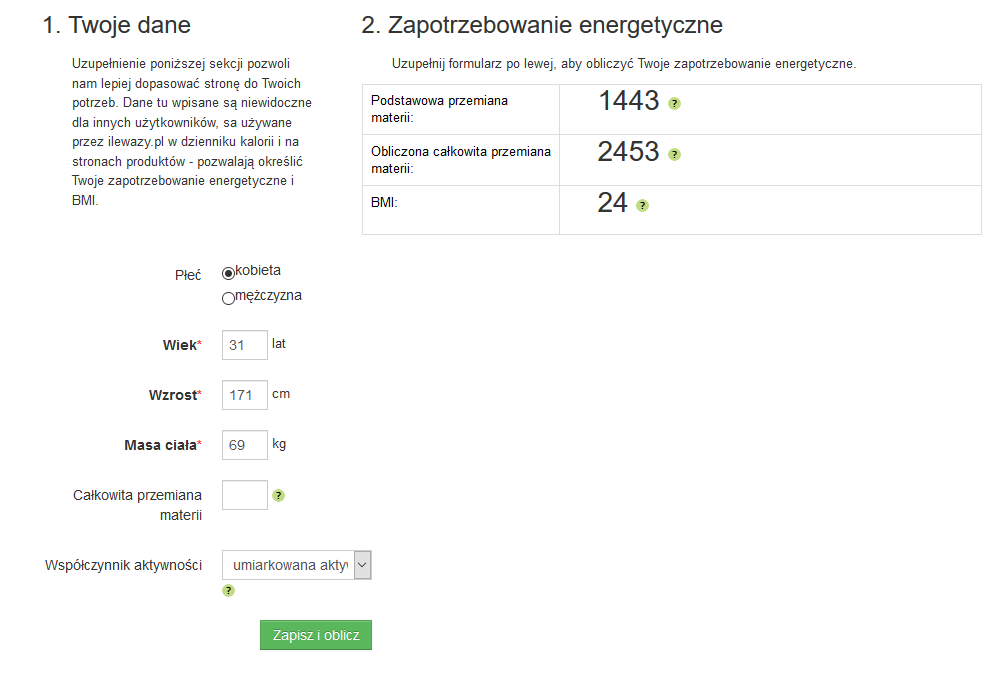 1. Twoje dane
Uzupełnienie poniższej sekcji pozwoli
nam lepiej dopasować stronę do Twoich
potrzeb. Dane tu wpisane są niewidoczne
dla innych użytkowników, sa używane
przez ilewazy.pl w dzienniku kalorii i na
stronach produktów - pozwalają określić
Twoje zapotrzebowanie energetyczne i
BMI.
2. Zapotrzebowanie energetyczne
Uzupełnij formularz po lewej, aby obliczyć Twoje zapotrzebowanie energetyczne.
Podstawowa przemiana
materii:
1443 ?
Obliczona całkowita przemiana
materii:
2453 ?
BMI:
24 ?
Płeć
kobieta
mężczyzna
Wiek* 31 lat
Wzrost* 171 cm
Masa ciała* 69 kg
Całkowita przemiana
materii
?
Współczynnik aktywności umiarkowana akty
?
Zapisz i oblicz